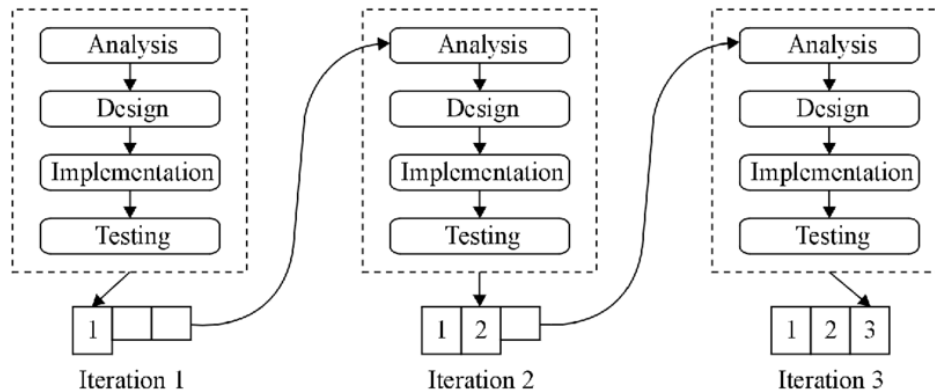 Analysis
Design
Implementation
Testing
1
Iteration 1
Analysis
Design
Implementation
Testing
1 2
Iteration 2
Analysis
Design
Implementation
Testing
1 2 3
Iteration 3